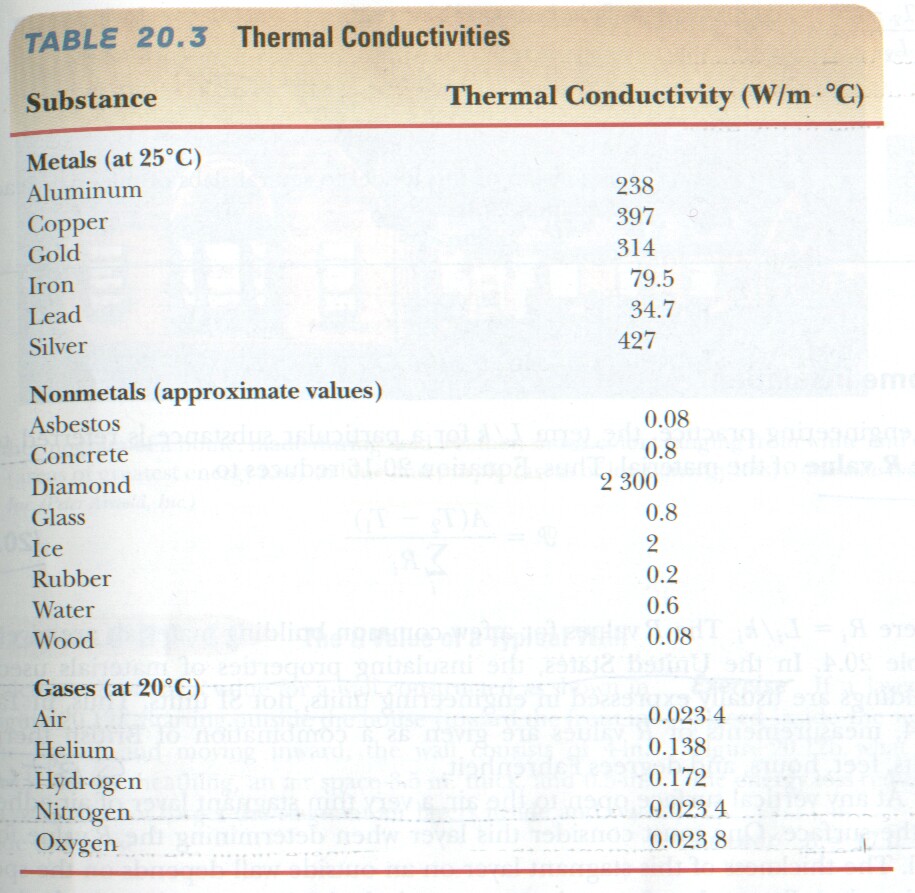 TABLE 20.3 Thermal Conductivities
Substance Thermal Conductivity (W/m·°C)
Metals (at 25°C)
Aluminum 238
Copper 397
Gold 314
Iron 79.5
Lead 34.7
Silver 427
Nonmetals (approximate values)
Asbestos 0.08
Concrete 0.8
Diamond 2 300
Glass 0.8
Ice 2
Rubber 0.2
Water 0.6
Wood 0.08
Gases (at 20°C)
Air 0.023 4
Helium 0.138
Hydrogen 0.172
Nitrogen 0.023 4
Oxygen 0.023 8